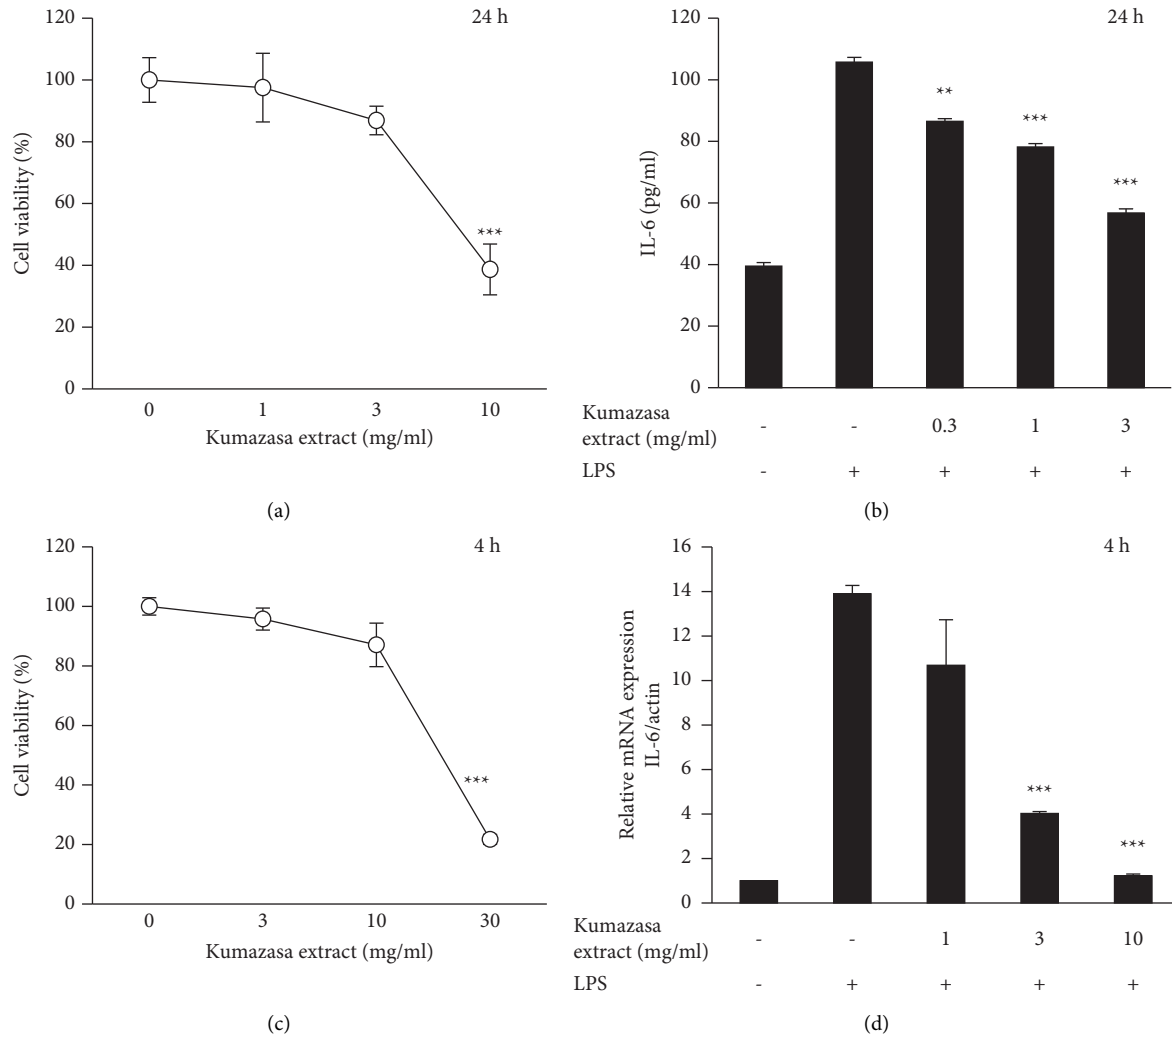 120
100
80
60
40
20
0
Cell viability (%)
24 h
***
0 1 3 10
Kumazasa extract (mg/ml)
(a)
120
100
80
60
40
20
0
IL-6 (pg/ml)
24 h
**
***
***
Kumazasa
extract (mg/ml) - - 0.3 1 3
LPS - + + + +
(b)
120
100
80
60
40
20
0
Cell viability (%)
4 h
***
0 3 10 30
Kumazasa extract (mg/ml)
(c)
16
14
12
10
8
6
4
2
0
Relative mRNA expression
IL-6/actin
4 h
***
***
Kumazasa
extract (mg/ml) - - 1 3 10
LPS - + + + +
(d)